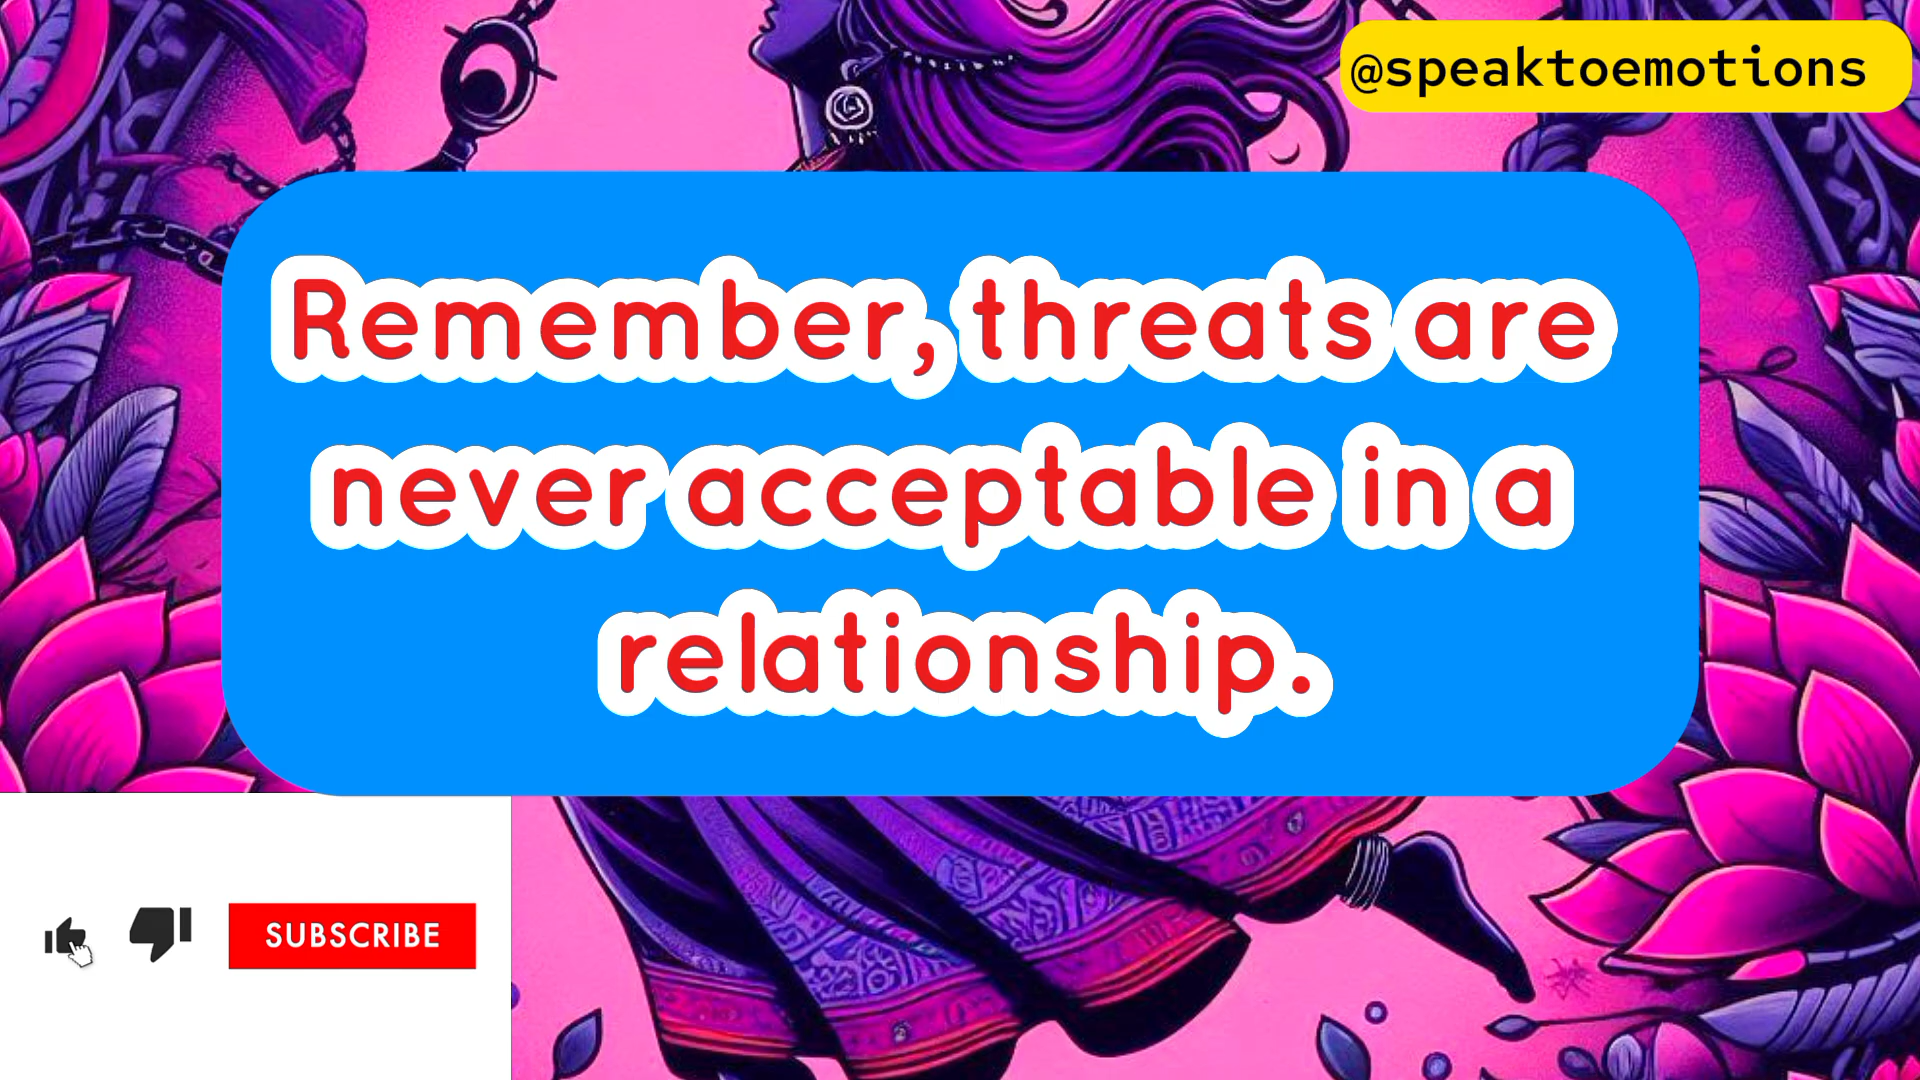 @speaktoemotions
Remember, threats are
never acceptable in a
relationship.
SUBSCRIBE